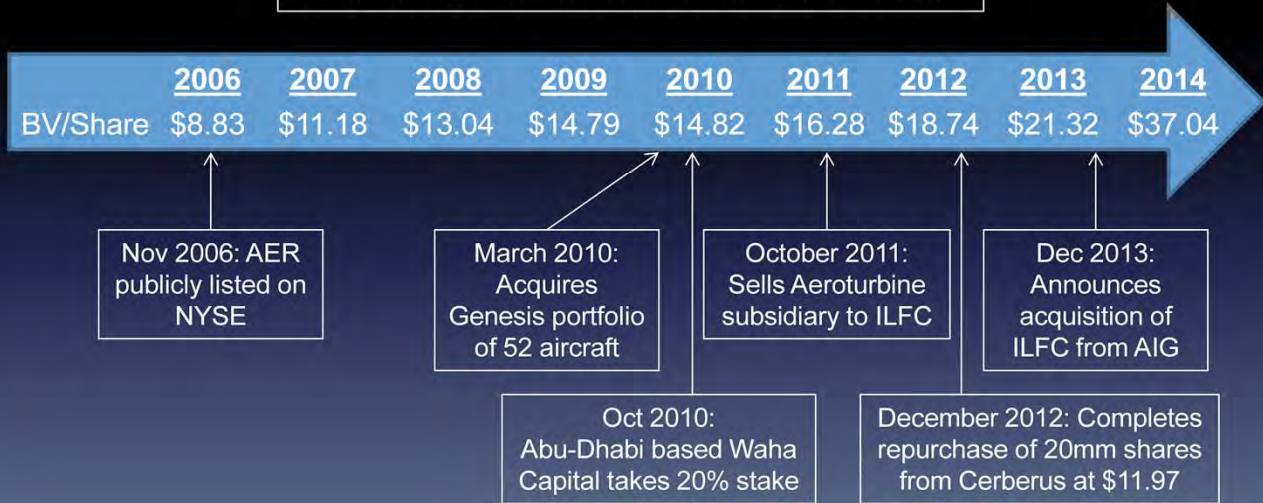 2006 2007 2008 2009 2010 2011 2012 2013 2014
BV/Share $8.83 $11.18 $13.04 $14.79 $14.82 $16.28 $18.74 $21.32 $37.04
Nov 2006: AER
publicly listed on
NYSE
March 2010:
Acquires
Genesis portfolio
of 52 aircraft
October 2011:
Sells Aeroturbine
subsidiary to ILFC
Dec 2013:
Announces
acquisition of
ILFC from AIG
Oct 2010:
Abu-Dhabi based Waha
Capital takes 20% stake
December 2012: Completes
repurchase of 20mm shares
from Cerberus at $11.97